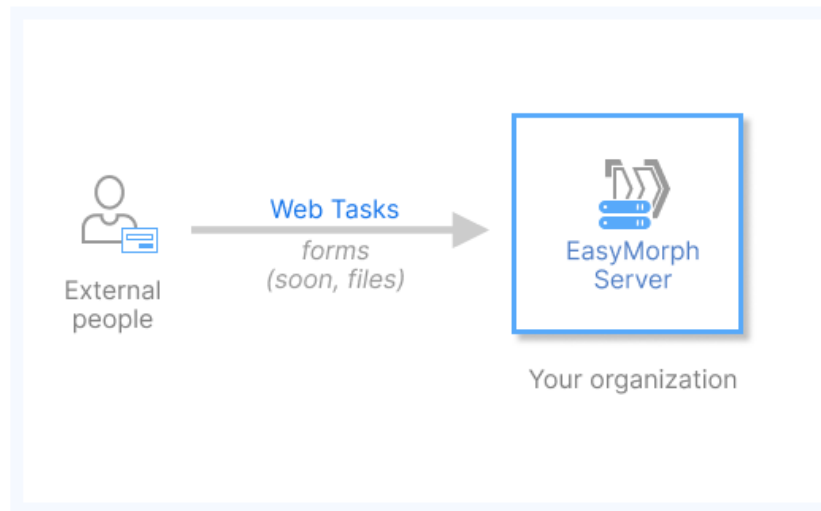 External
people
Web Tasks
forms
(soon, files)
EasyMorph
Server
Your organization